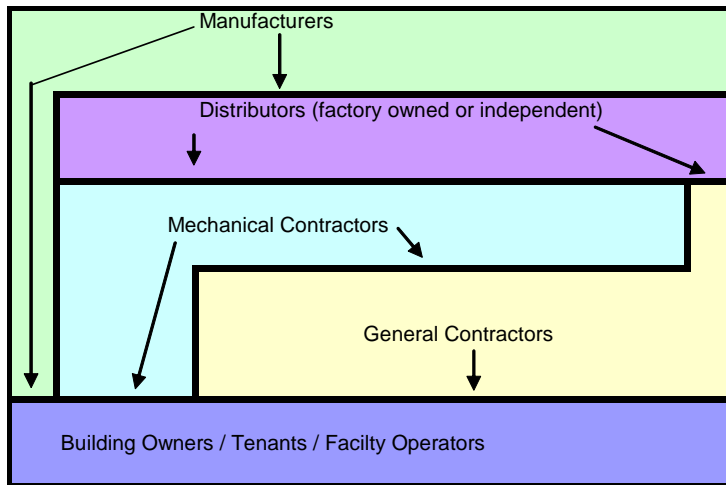 Manufacturers
Distributors (factory owned or independent)
Mechanical Contractors
General Contractors
Building Owners / Tenants / Facilty Operators